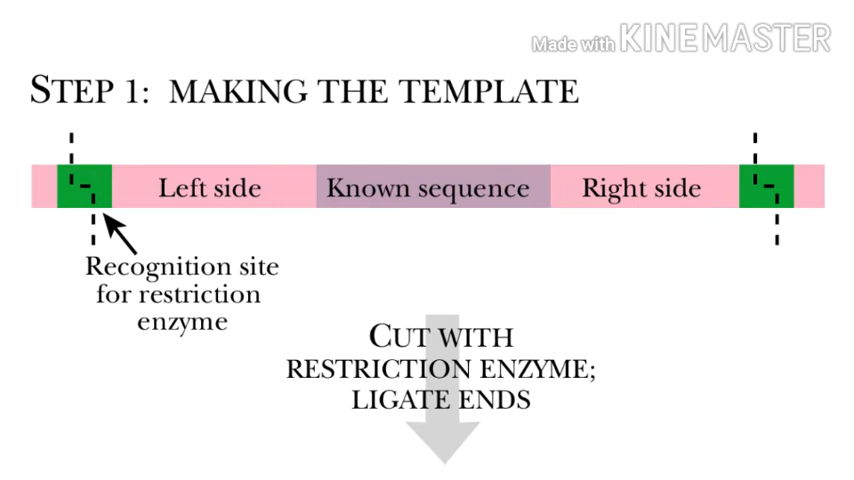 Made with KINEMASTER
STEP 1: MAKING THE TEMPLATE
Left side Known sequence Right side
Recognition site
for restriction
enzyme
CUT WITH
RESTRICTION ENZYME;
LIGATE ENDS